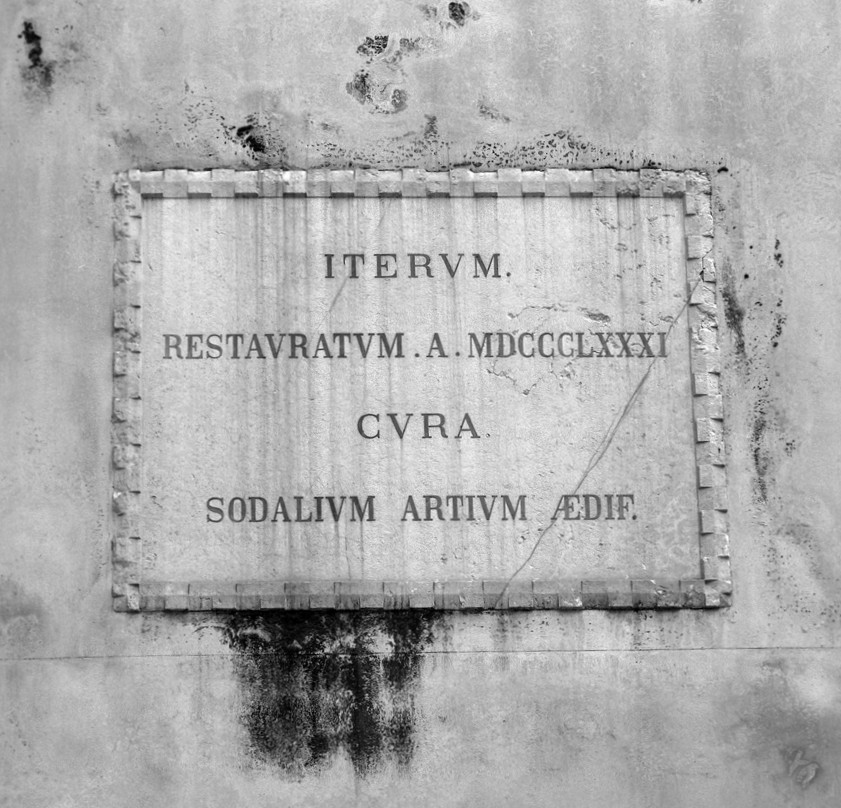 ITERVM.
RESTAVRATVM . A . MDCCCLXXXI
CVRA.
SODALIVM ARTIVM ÆDIF.